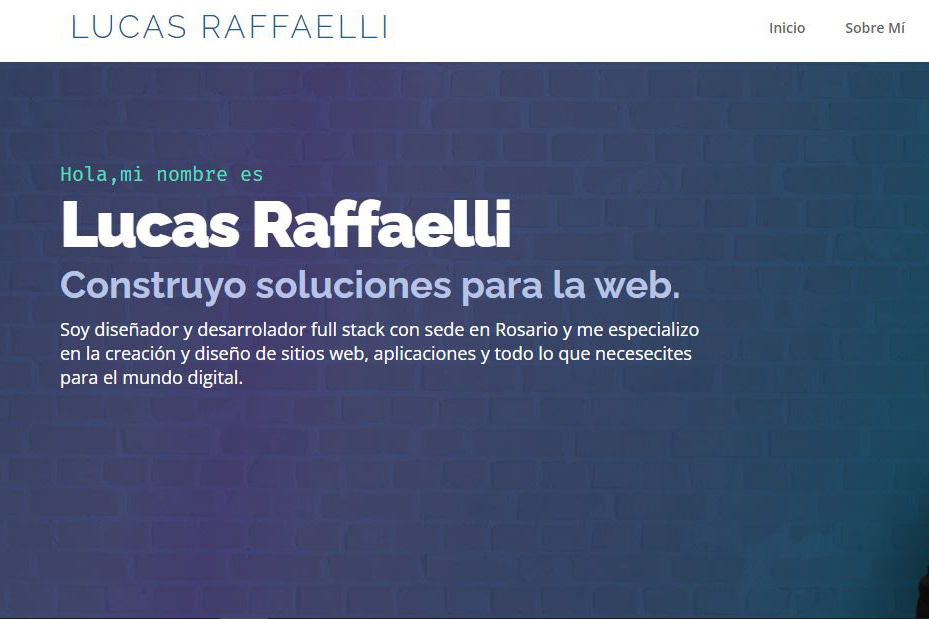 LUCAS RAFFAELLI
Inicio Sobre Mí
Hola,mi nombre es
Lucas Raffaelli
Construyo soluciones para la web.
Soy diseñador y desarrolador full stack con sede en Rosario y me especializo
en la creación y diseño de sitios web, aplicaciones y todo lo que necesecites
para el mundo digital.